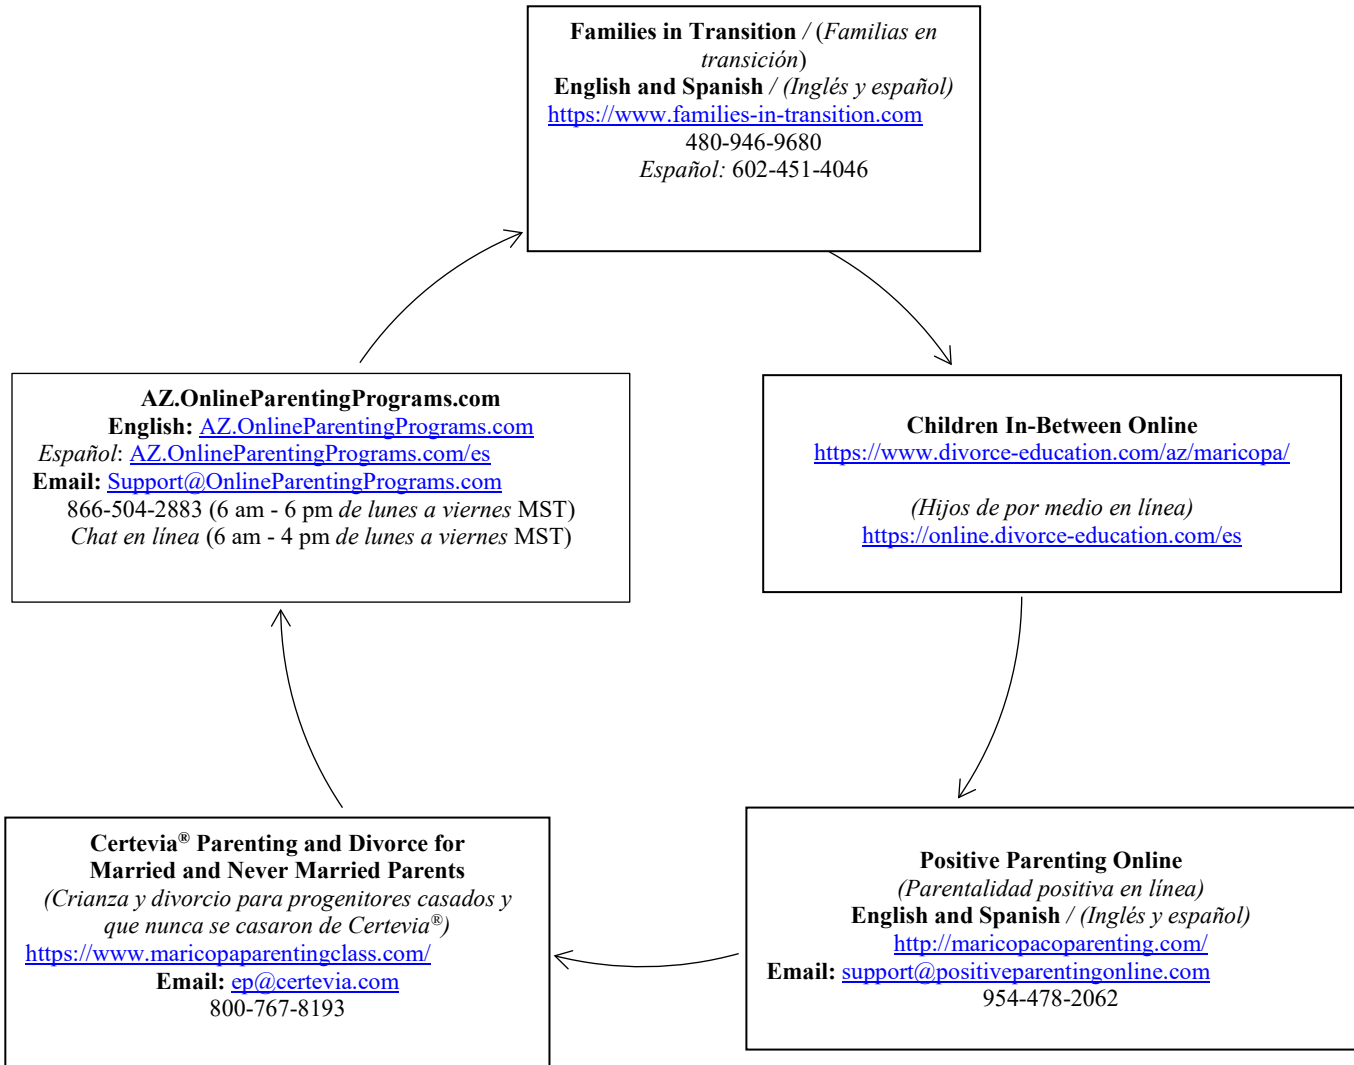 Families in Transition / (Familias en
transición)
English and Spanish / (Inglés y español)
https://www.families-in-transition.com
480-946-9680
Español: 602-451-4046
AZ.OnlineParentingPrograms.com
English: AZ.OnlineParentingPrograms.com
Español: AZ.OnlineParentingPrograms.com/es
Email: Support@OnlineParentingPrograms.com
866-504-2883 (6 am - 6 pm de lunes a viernes MST)
Chat en línea (6 am - 4 pm de lunes a viernes MST)
Children In-Between Online
https://www.divorce-education.com/az/maricopa/
(Hijos de por medio en línea)
https://online.divorce-education.com/es
Certevia® Parenting and Divorce for
Married and Never Married Parents
(Crianza y divorcio para progenitores casados y
que nunca se casaron de Certevia®)
https://www.maricopaparentingclass.com/
Email: ep@certevia.com
800-767-8193
Positive Parenting Online
(Parentalidad positiva en línea)
English and Spanish / (Inglés y español)
http://maricopacoparenting.com/
Email: support@positiveparentingonline.com
954-478-2062